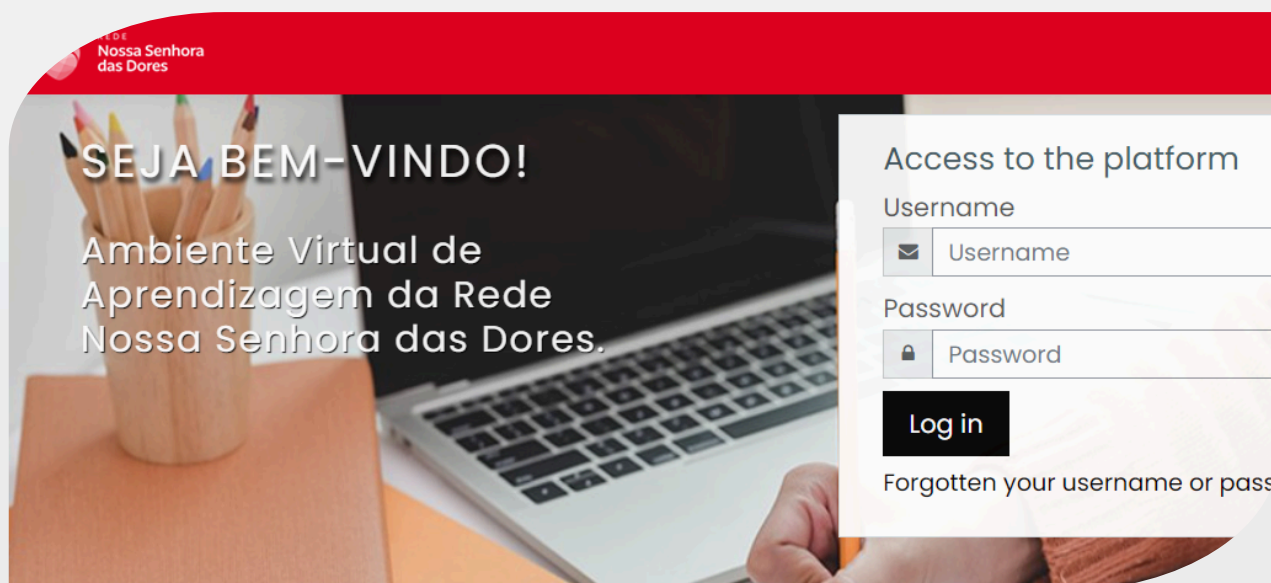 REDE
Nossa Senhora
das Dores
SEJA BEM-VINDO!
Ambiente Virtual de
Aprendizagem da Rede
Nossa Senhora das Dores.
Access to the platform
Username
Username
Password
Password
Log in
Forgotten your username or pass